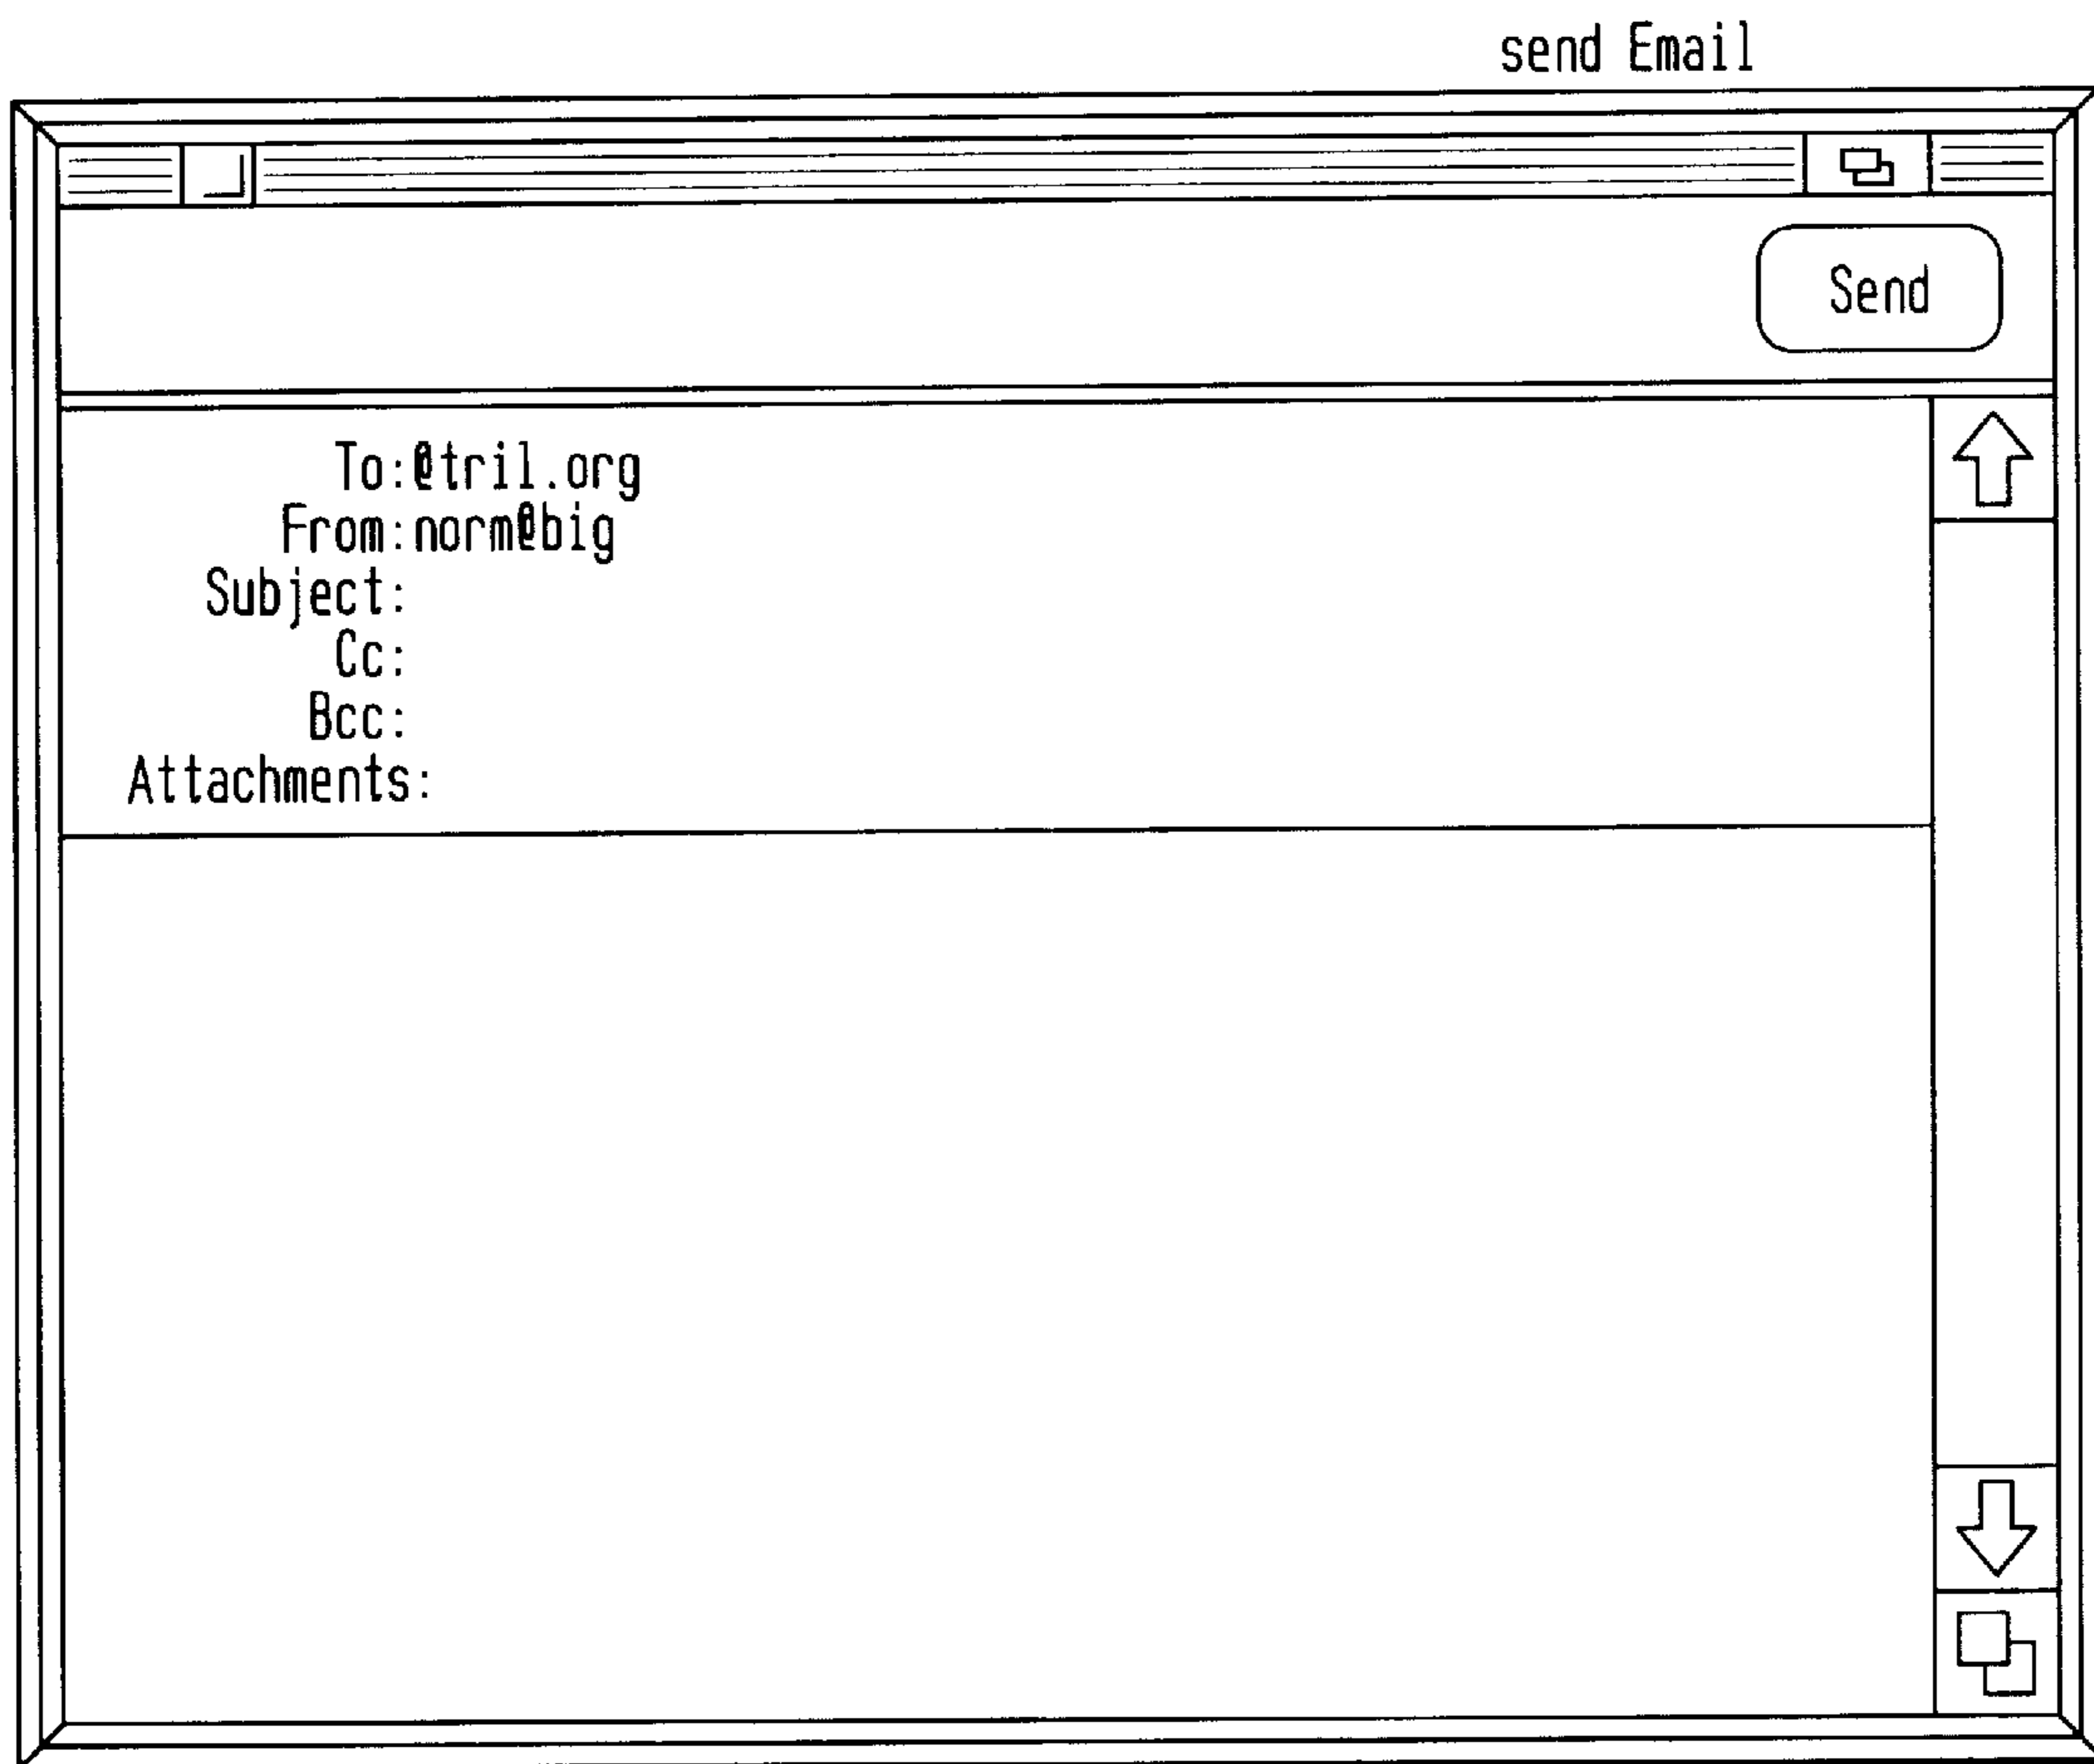 send Email
Send
To:@tril.org
From:norm@big
Subject:
Cc:
Bcc:
Attachments: